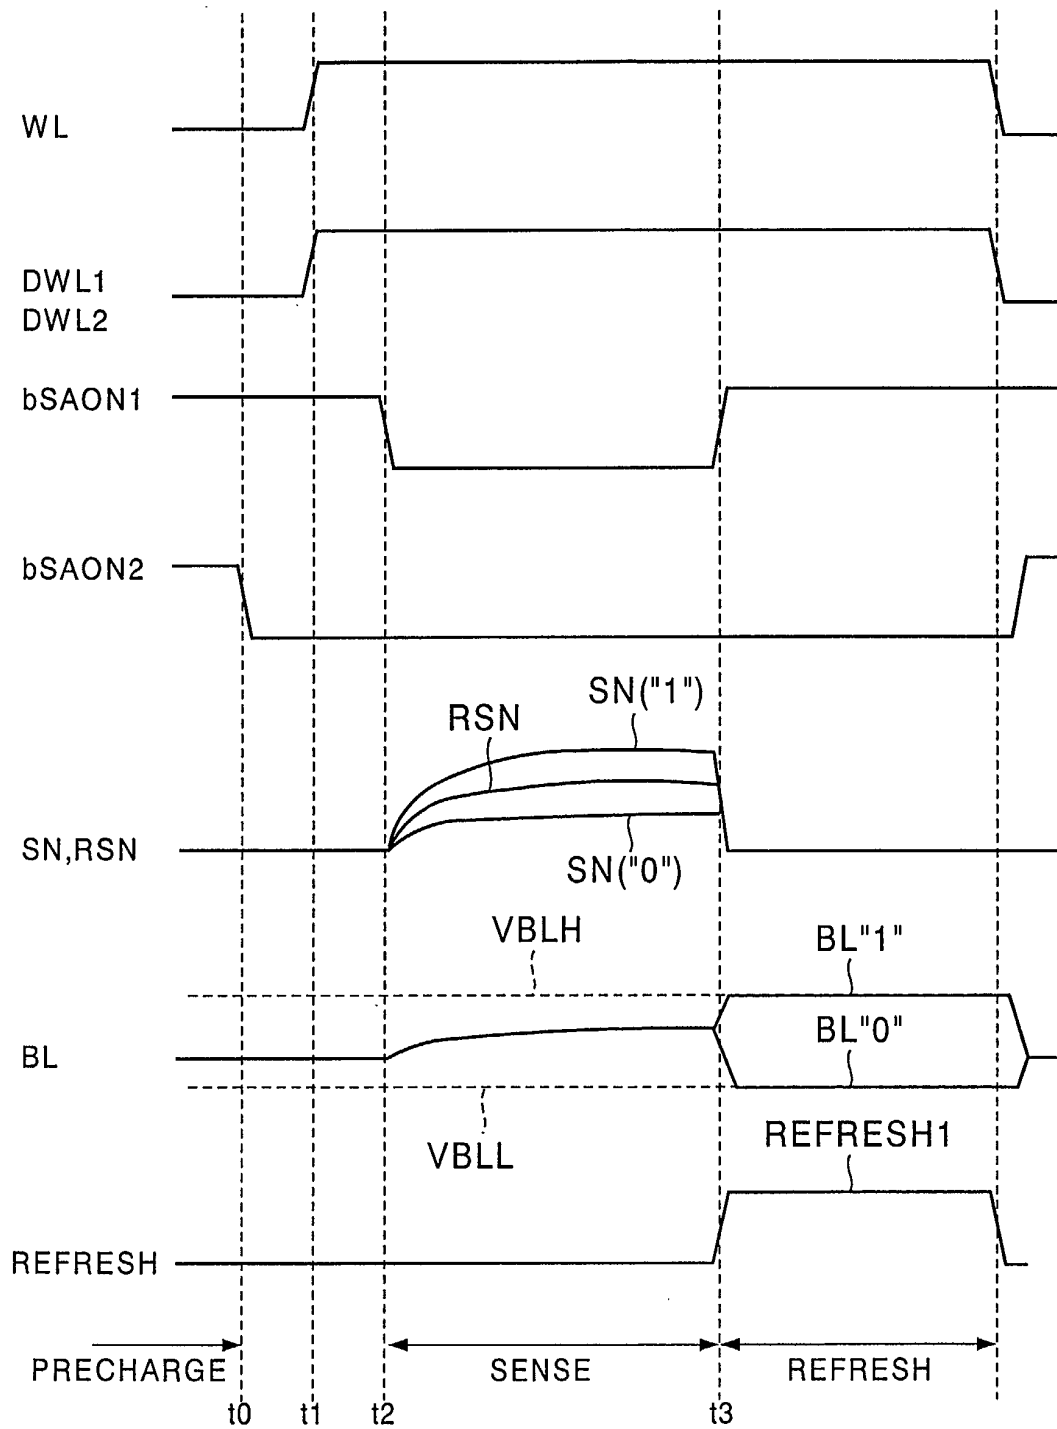 WL
DWL1
DWL2
bSAON1
bSAON2
SN("1")
RSN
SN,RSN
SN("0")
VBLH
BL"1"
BL"0"
BL
VBLL
REFRESH1
REFRESH
PRECHARGE
SENSE
REFRESH
t0
t1
t2
t3